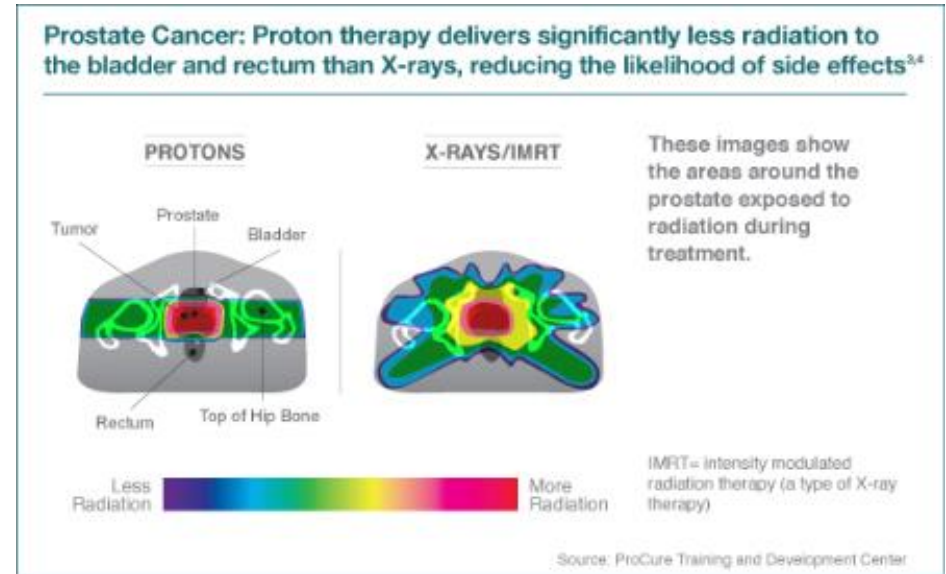 Prostate Cancer: Proton therapy delivers significantly less radiation to
the bladder and rectum than X-rays, reducing the likelihood of side effects³,⁴
PROTONS
X-RAYS/IMRT
These images show
the areas around the
prostate exposed to
radiation during
treatment.
Prostate
Tumor
Bladder
Rectum
Top of Hip Bone
Less
Radiation
More
Radiation
IMRT= intensity modulated
radiation therapy (a type of X-ray
therapy)
Source: ProCure Training and Development Center